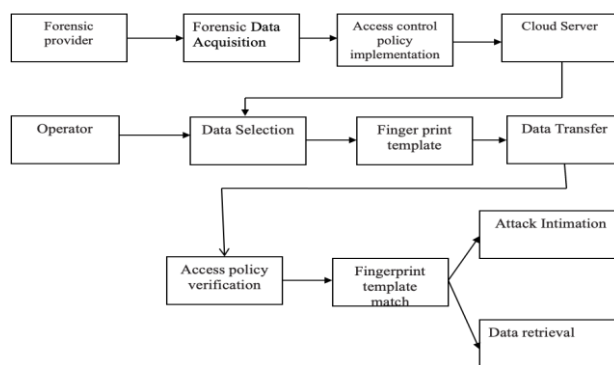 Forensic
provider
Forensic Data
Acquisition
Access control
policy
implementation
Cloud Server
Operator
Data Selection
Finger print
template
Data Transfer
Access policy
verification
Fingerprint
template
match
Attack Intimation
Data retrieval